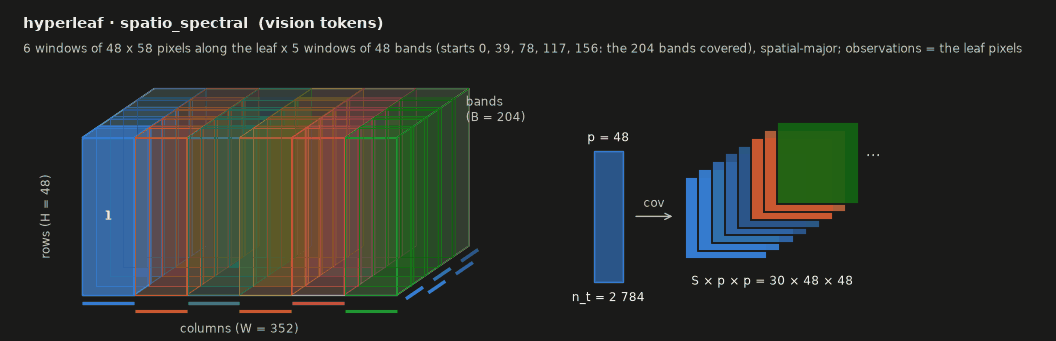 hyperleaf · spatio_spectral (vision tokens)
6 windows of 48 x 58 pixels along the leaf x 5 windows of 48 bands (starts 0, 39, 78, 117, 156: the 204 bands covered), spatial-major; observations = the leaf pixels
bands
(B = 204)
rows (H = 48)
1
columns (W = 352)
p = 48
n_t = 2 784
cov
...
S × p × p = 30 × 48 × 48